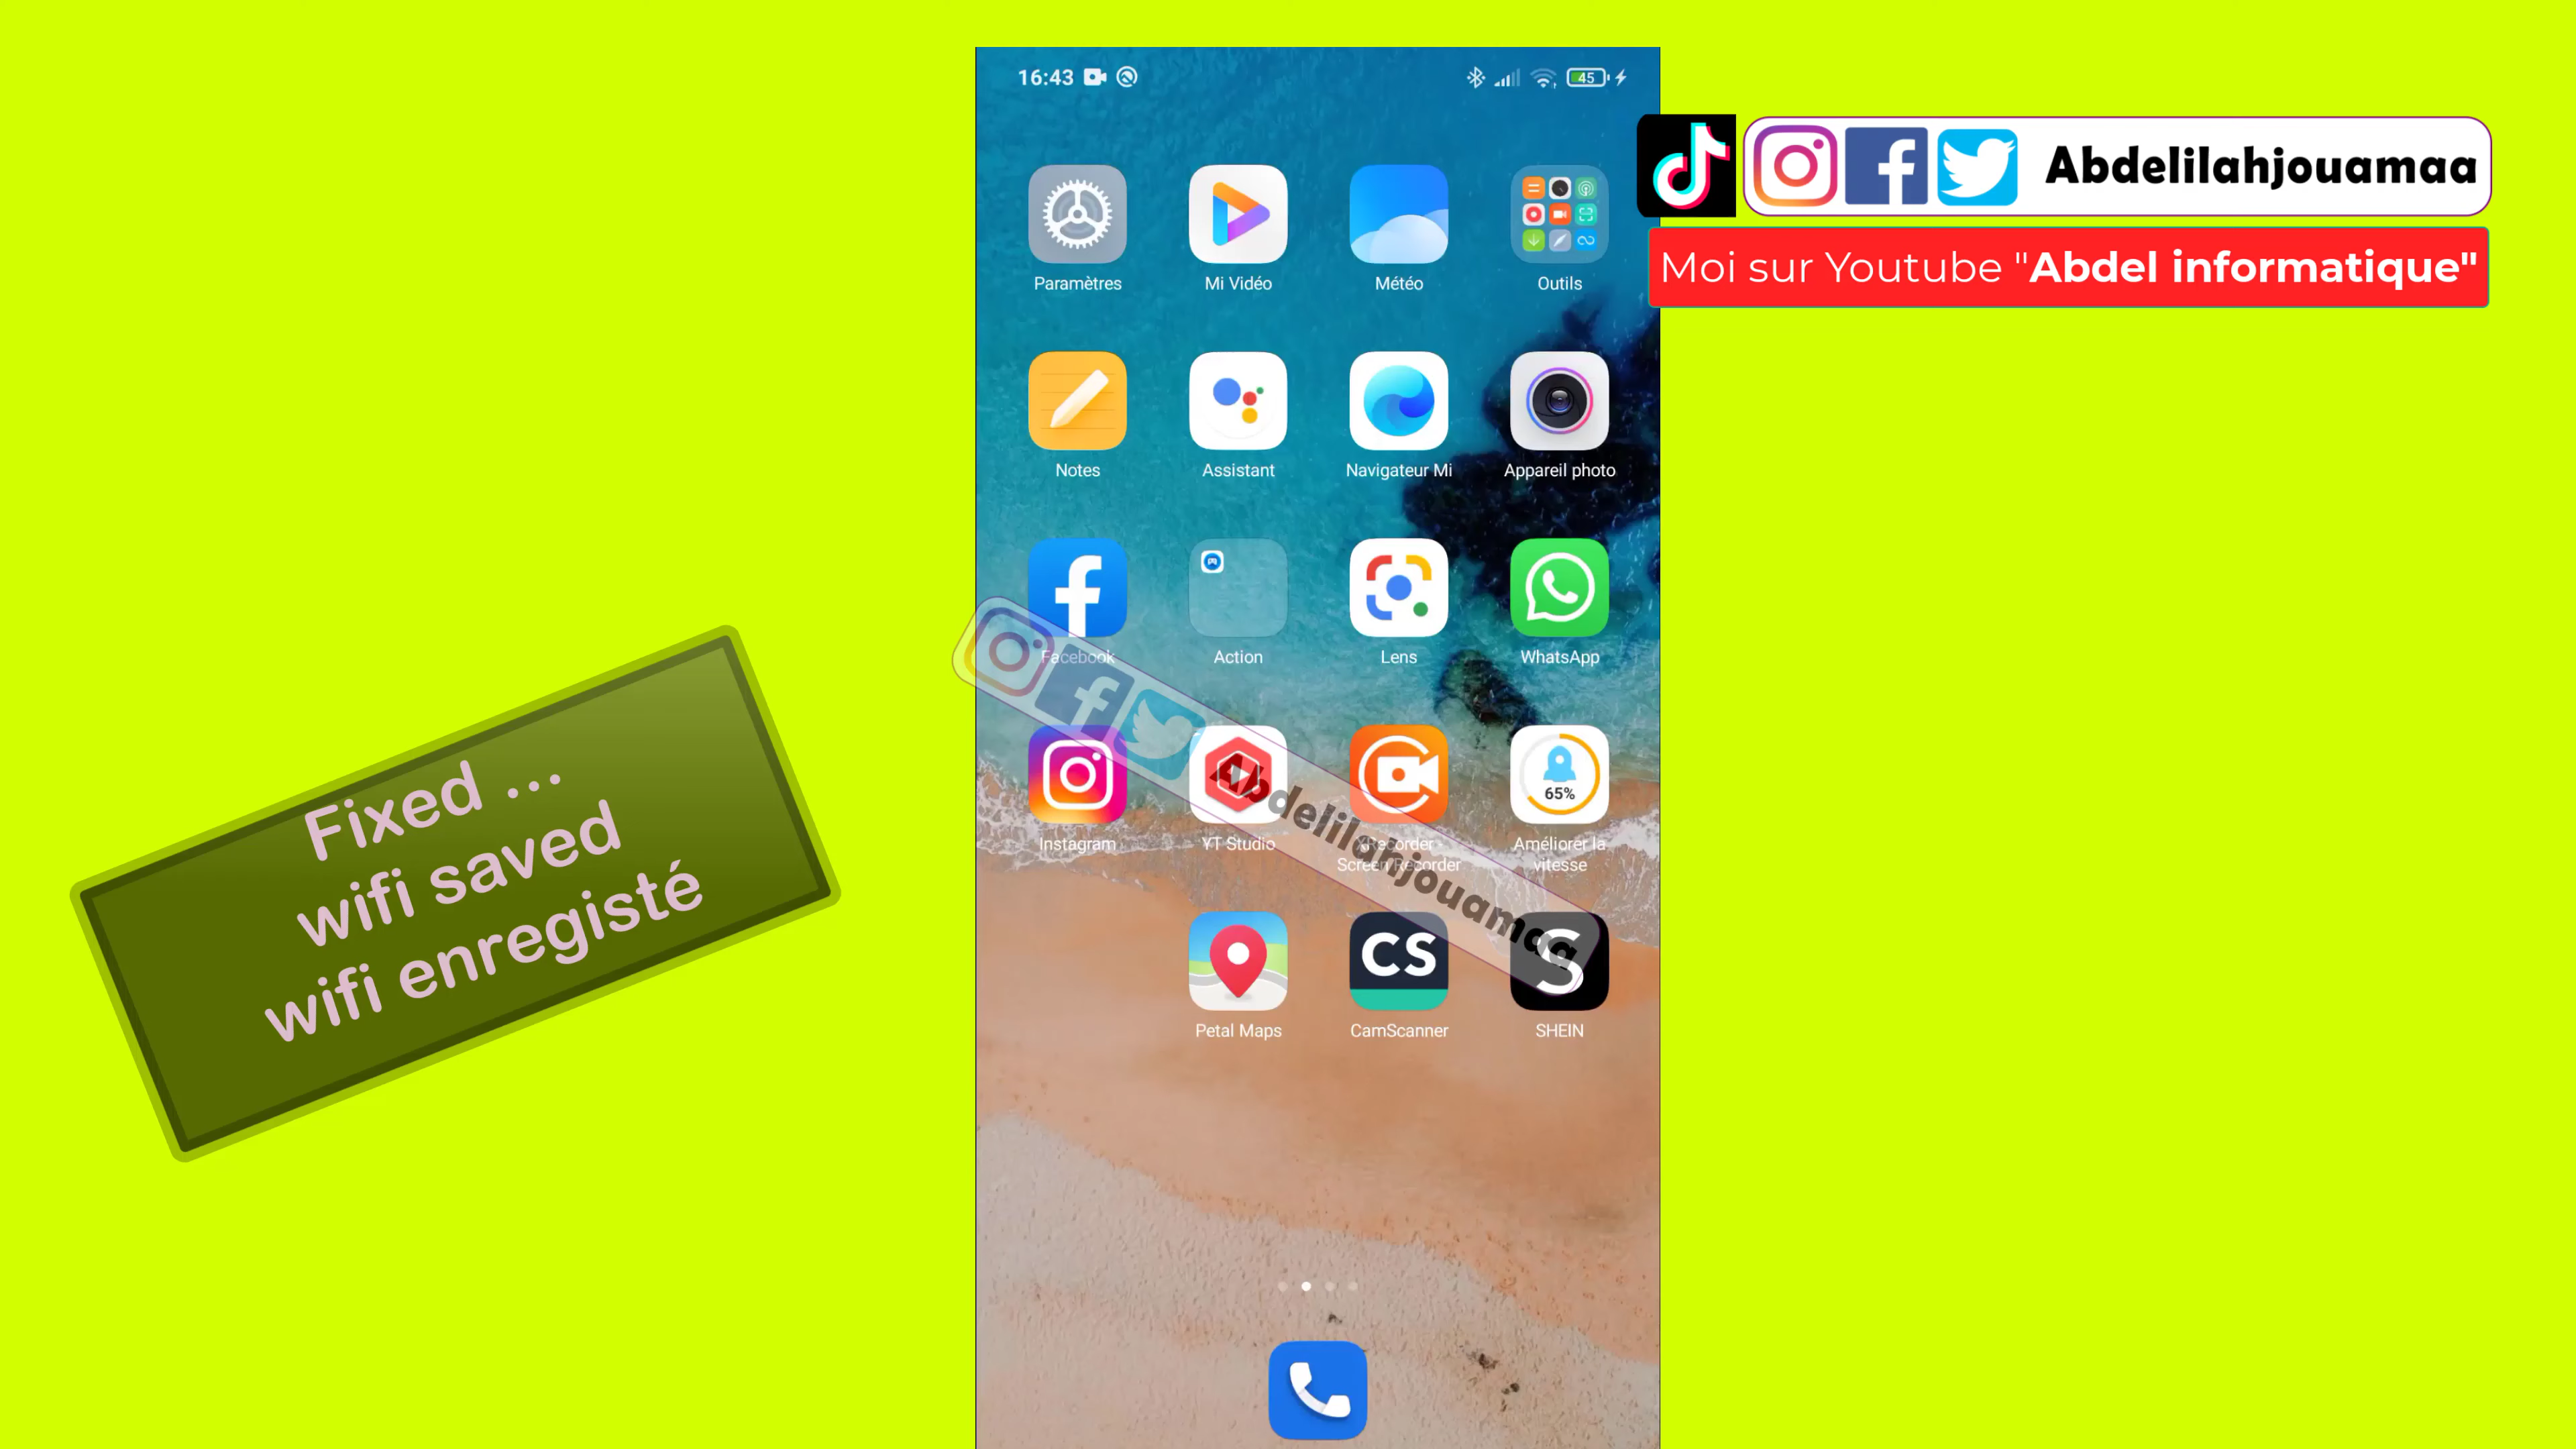 16:43
45
Abdelilahjouamaa
Moi sur Youtube "Abdel informatique"
Paramètres
Mi Vidéo
Météo
Outils
Notes
Assistant
Navigateur Mi
Appareil photo
Facebook
Action
Lens
WhatsApp
65%
Instagram
YT Studio
XRecorder -
Screen Recorder
Améliorer la
vitesse
Abdelilahjouamaa
CS
S
Petal Maps
CamScanner
SHEIN
Fixed ...
wifi saved
wifi enregisté